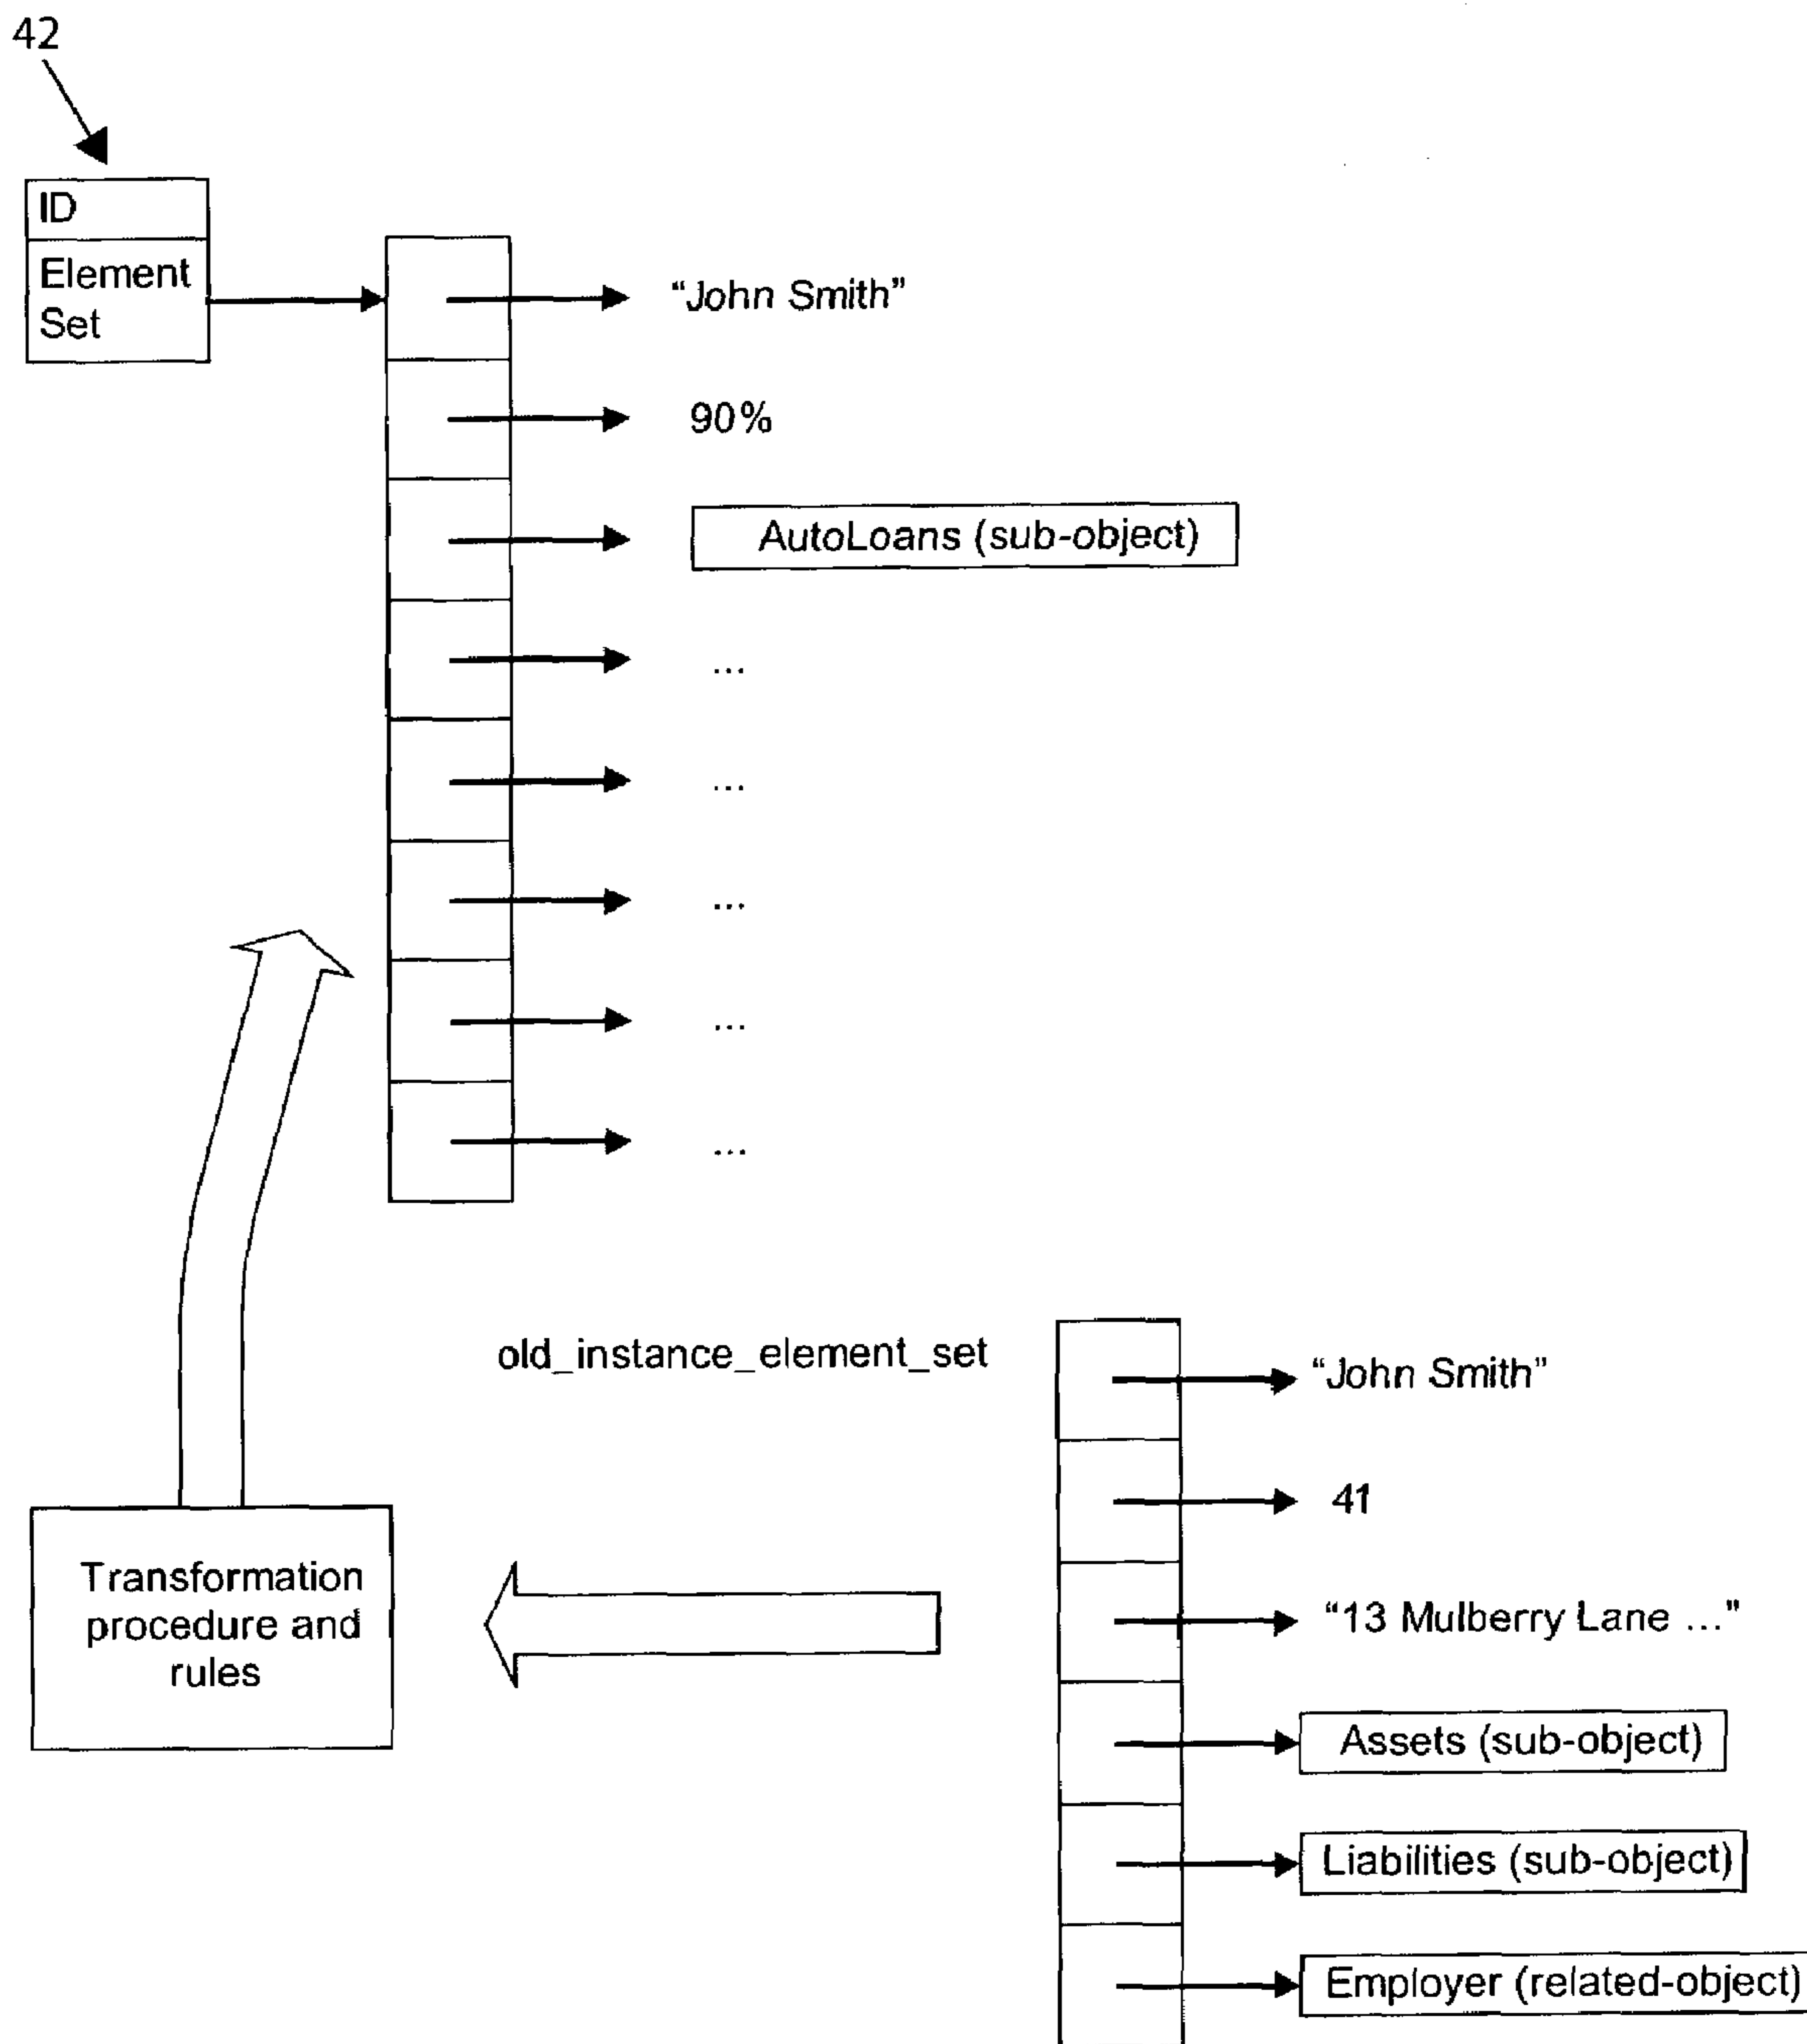 42
ID
Element
Set
“John Smith”
90%
AutoLoans (sub-object)
...
...
...
...
...
old_instance_element_set
“John Smith”
41
“13 Mulberry Lane ...”
Transformation
procedure and
rules
Assets (sub-object)
Liabilities (sub-object)
Employer (related-object)